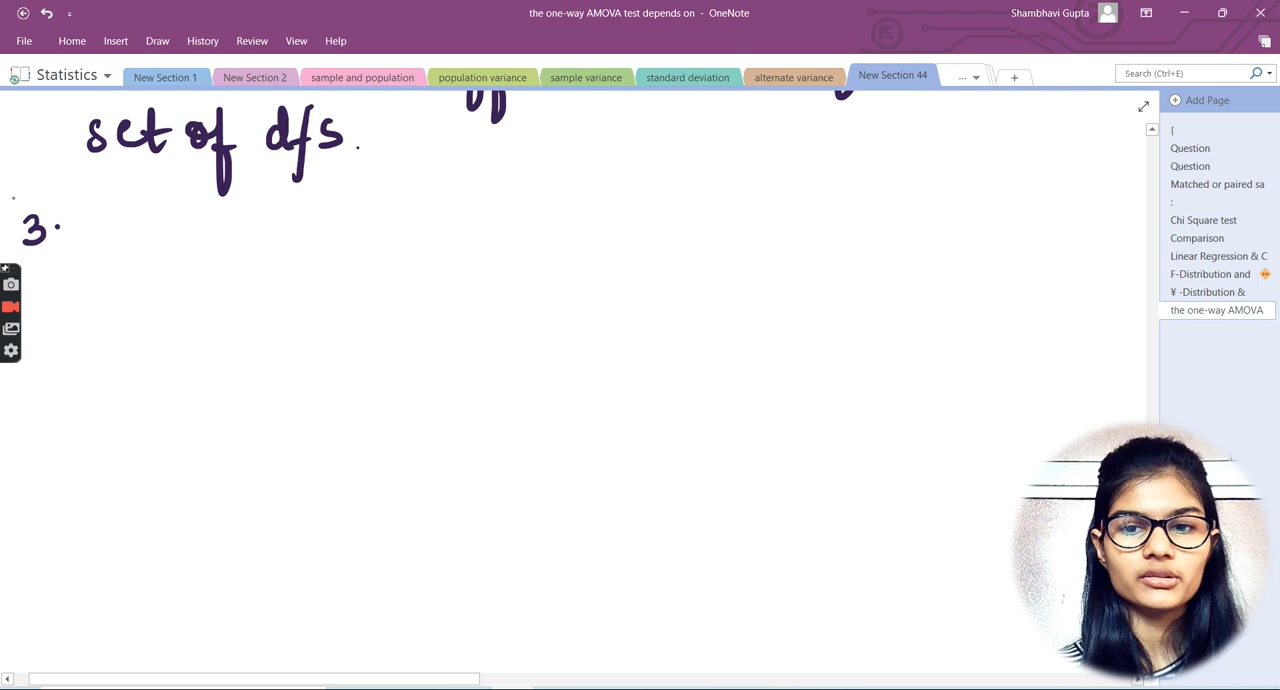 the one-way AMOVA test depends on - OneNote
Shambhavi Gupta
File Home Insert Draw History Review View Help
Statistics
New Section 1
New Section 2
sample and population
population variance
sample variance
standard deviation
alternate variance
New Section 44
...
Search (Ctrl+E)
Add Page
{
Question
Question
Matched or paired sa
:
Chi Square test
Comparison
Linear Regression & C
F-Distribution and
¥ -Distribution &
the one-way AMOVA
set of dfs.
3.